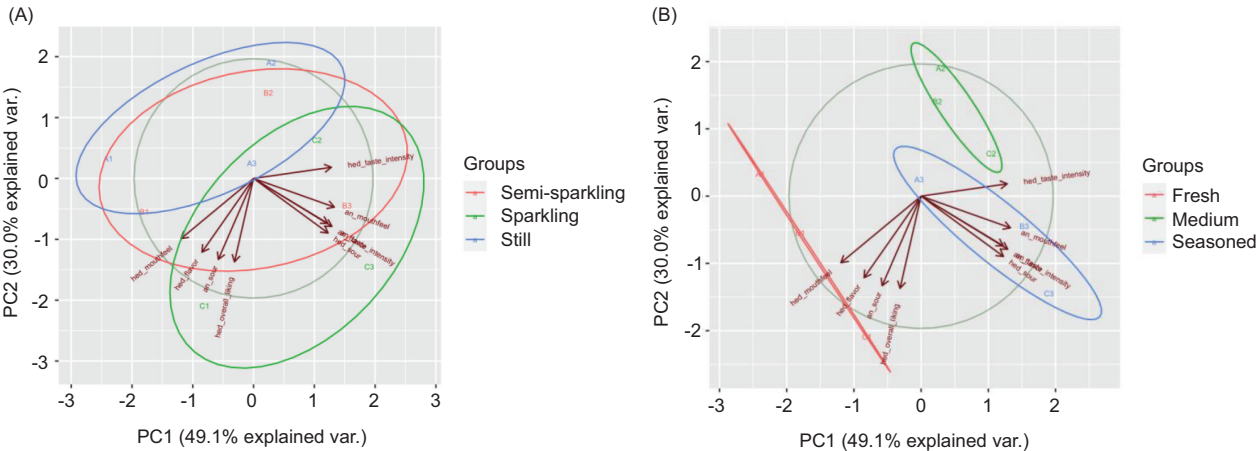 (A)
2
1
0
-1
-2
-3
PC2 (30.0% explained var.)
-3 -2 -1 0 1 2 3
PC1 (49.1% explained var.)
A2
B2
C2
A1
A3
hed_taste_intensity
B1
B3
an_mouthfeel
hed_sour
hed_mouthfeel
hed_flavor
an_sour
hed_overall_liking
C3
C1
Groups
Semi-sparkling
Sparkling
Still
(B)
2
1
0
-1
-2
PC2 (30.0% explained var.)
-3 -2 -1 0 1 2
PC1 (49.1% explained var.)
A2
B2
C2
A1
A3
hed_taste_intensity
B1
B3
an_mouthfeel
hed_sour
hed_mouthfeel
hed_flavor
an_sour
hed_overall_liking
C3
C1
Groups
Fresh
Medium
Seasoned